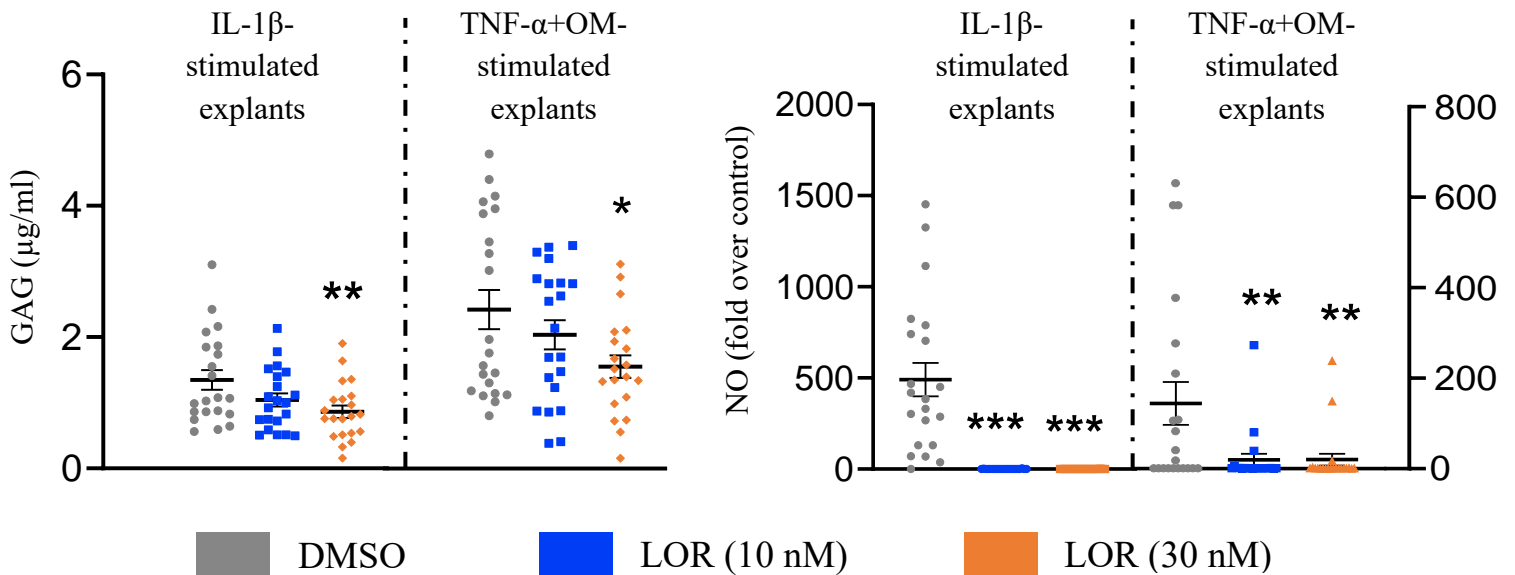 IL-1β-
stimulated
explants
TNF-α+OM-
stimulated
explants
GAG (μg/ml)
6
4
2
0
**
*
IL-1β-
stimulated
explants
TNF-α+OM-
stimulated
explants
NO (fold over control)
2000
1500
1000
500
0
***
***
**
**
800
600
400
200
0
DMSO
LOR (10 nM)
LOR (30 nM)